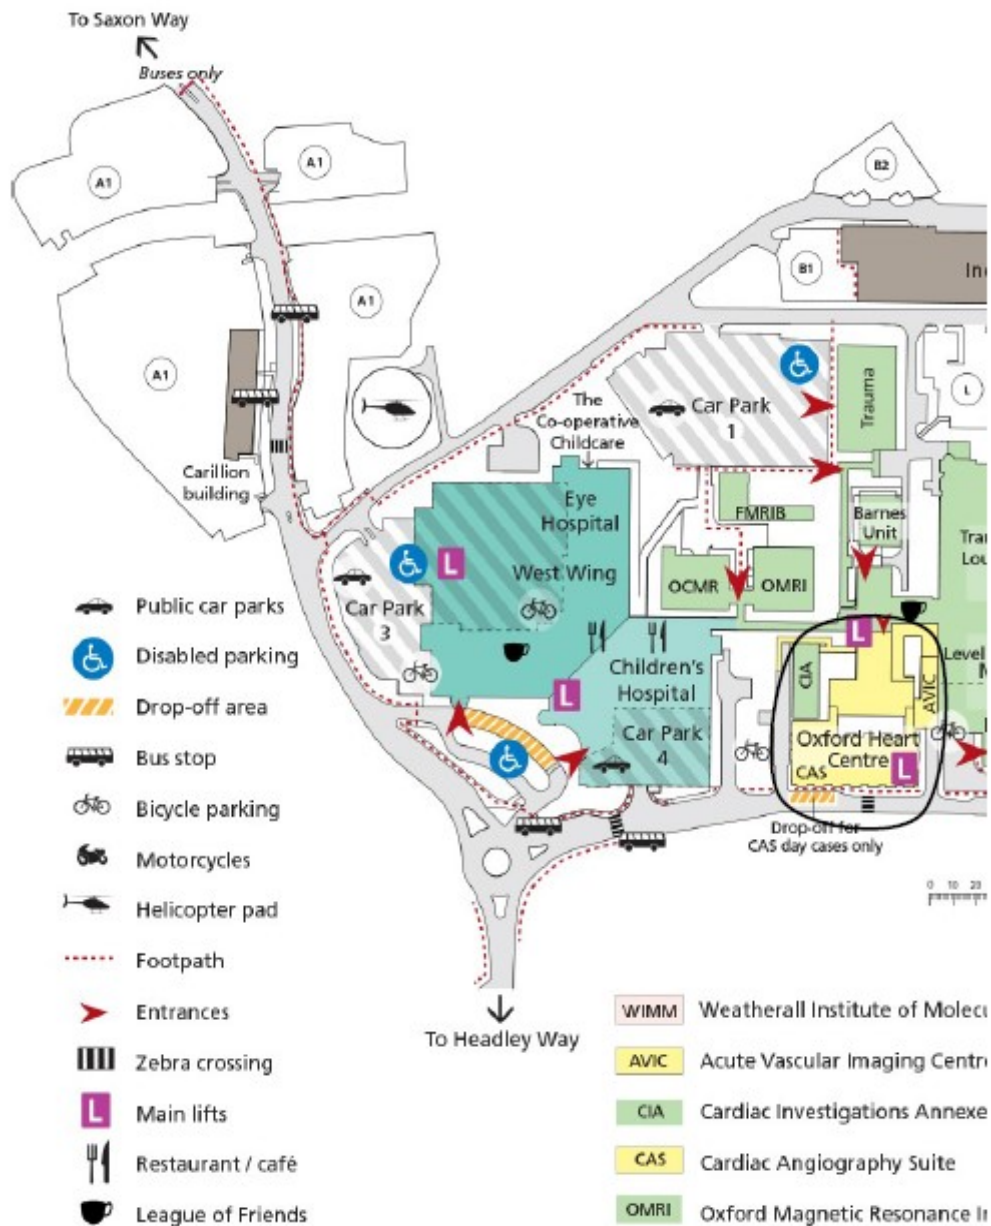 To Saxon Way
Buses only
A1
A1
B2
B1
A1
A1
L
Trauma
The
Co-operative
Childcare
Car Park
1
Carillion
building
Eye
Hospital
FMRIB
Barnes
Unit
West Wing
L
OCMR
OMRI
Car Park
3
Public car parks
Disabled parking
Drop-off area
Bus stop
Bicycle parking
Motorcycles
Helicopter pad
Footpath
Entrances
Zebra crossing
L
Main lifts
Restaurant / café
League of Friends
Children's
Hospital
L
Car Park
4
L
CIA
AVIC
Level
Oxford Heart
Centre
CAS
L
Drop-off for
CAS day cases only
0 10 20
To Headley Way
WIMM Weatherall Institute of Molecu
AVIC Acute Vascular Imaging Centr
CIA Cardiac Investigations Annexe
CAS Cardiac Angiography Suite
OMRI Oxford Magnetic Resonance I